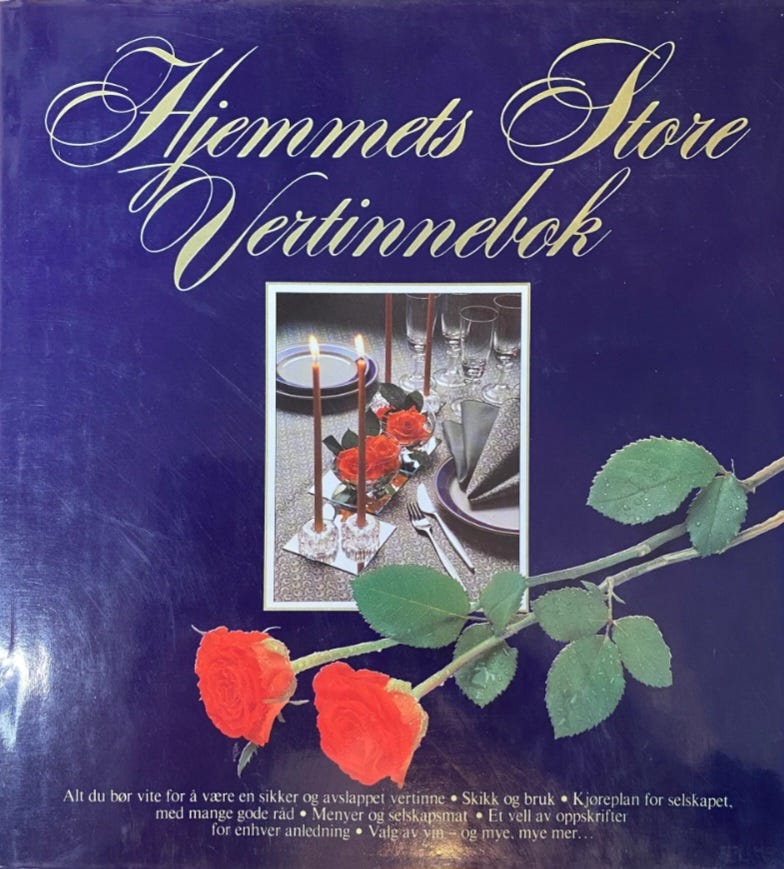 Hjemmets Store
Vertinnebok
Alt du bør vite for å være en sikker og avslappet vertinne • Skikk og bruk • Kjøreplan for selskapet,
med mange gode råd • Menyer og selskapsmat • Et vell av oppskrifter
for enhver anledning • Valg av vin – og mye, mye mer...